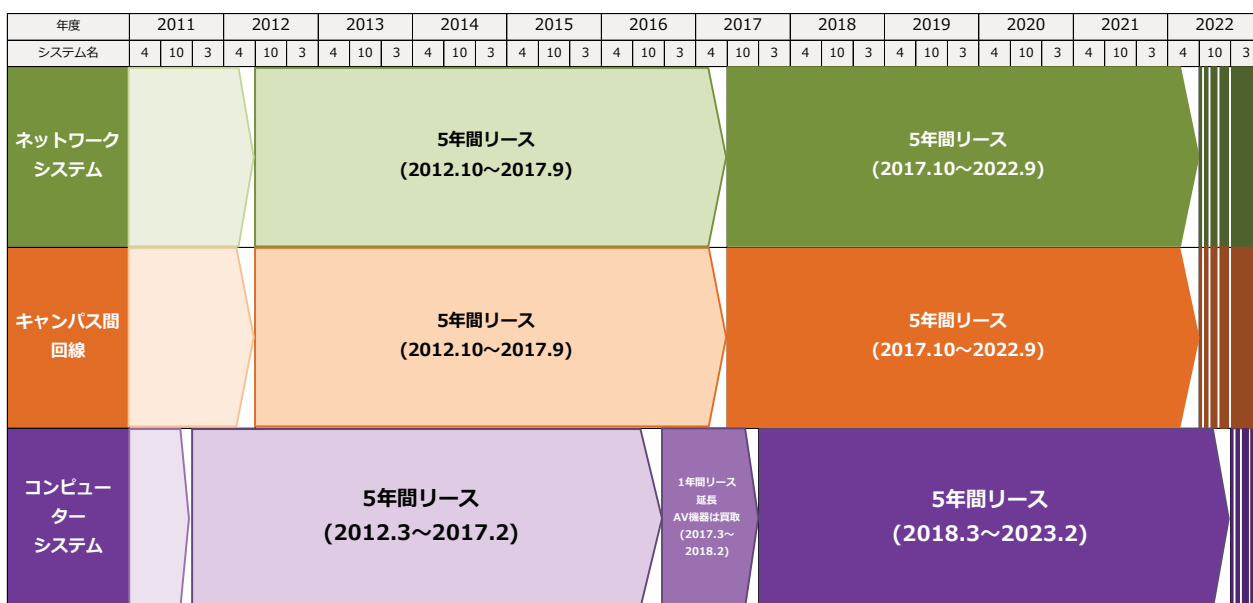 年度 2011 2012 2013 2014 2015 2016 2017 2018 2019 2020 2021 2022
システム名 4 10 3 4 10 3 4 10 3 4 10 3 4 10 3 4 10 3 4 10 3 4 10 3 4 10 3 4 10 3 4 10 3 4 10 3
ネットワーク
システム
5年間リース
(2012.10～2017.9)
5年間リース
(2017.10～2022.9)
キャンパス間
回線
5年間リース
(2012.10～2017.9)
5年間リース
(2017.10～2022.9)
コンピュー
ター
システム
5年間リース
(2012.3～2017.2)
1年間リース
延長
AV機器は買取
(2017.3～
2018.2)
5年間リース
(2018.3～2023.2)